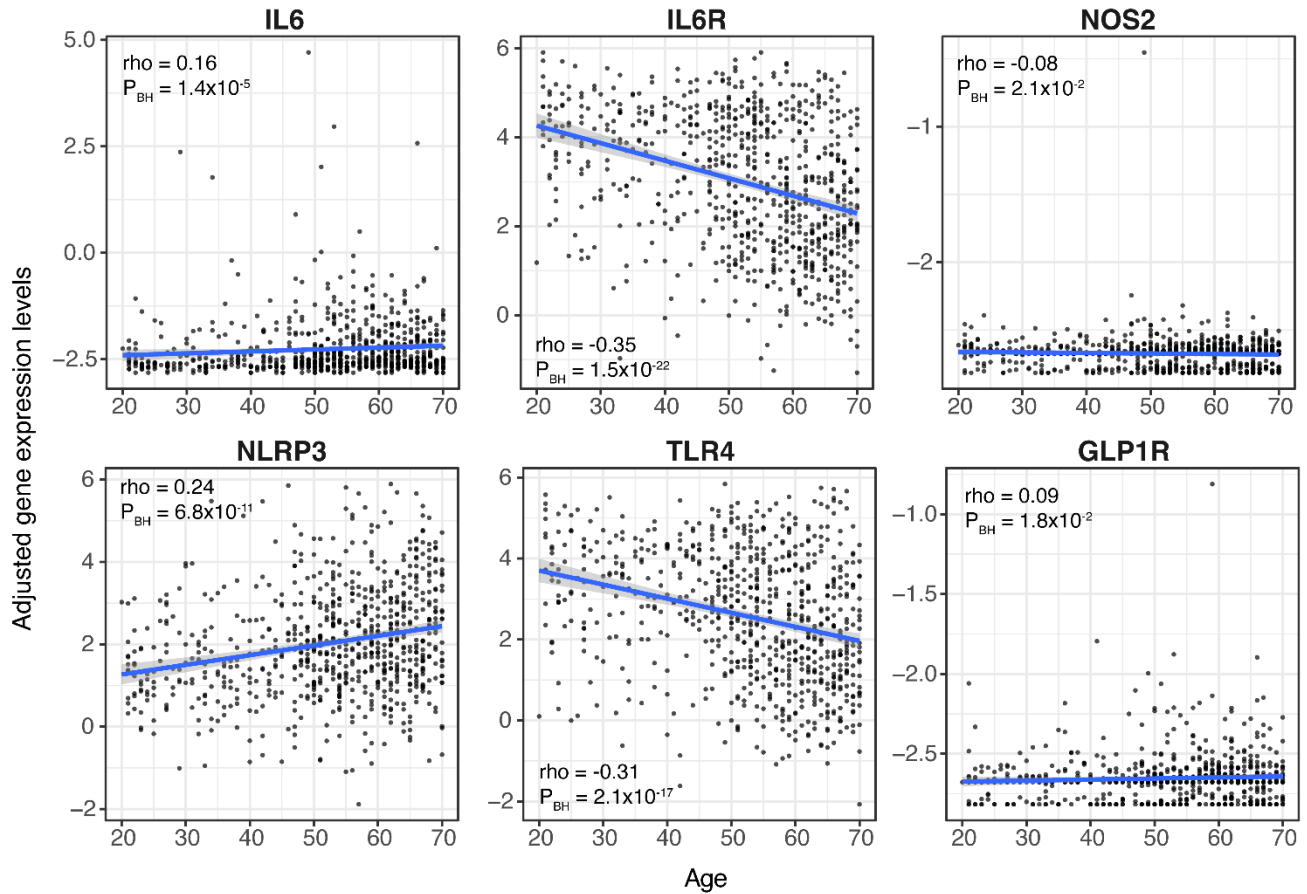 IL6
IL6R
NOS2
5.0
2.5
0.0
−2.5
rho = 0.16
P_BH = 1.4x10^-5
20 30 40 50 60 70
6
4
2
0
rho = -0.35
P_BH = 1.5x10^-22
20 30 40 50 60 70
−1
−2
rho = -0.08
P_BH = 2.1x10^-2
20 30 40 50 60 70
Adjusted gene expression levels
NLRP3
TLR4
GLP1R
6
4
2
0
−2
rho = 0.24
P_BH = 6.8x10^-11
20 30 40 50 60 70
6
4
2
0
−2
rho = -0.31
P_BH = 2.1x10^-17
20 30 40 50 60 70
−1.0
−1.5
−2.0
−2.5
rho = 0.09
P_BH = 1.8x10^-2
20 30 40 50 60 70
Age